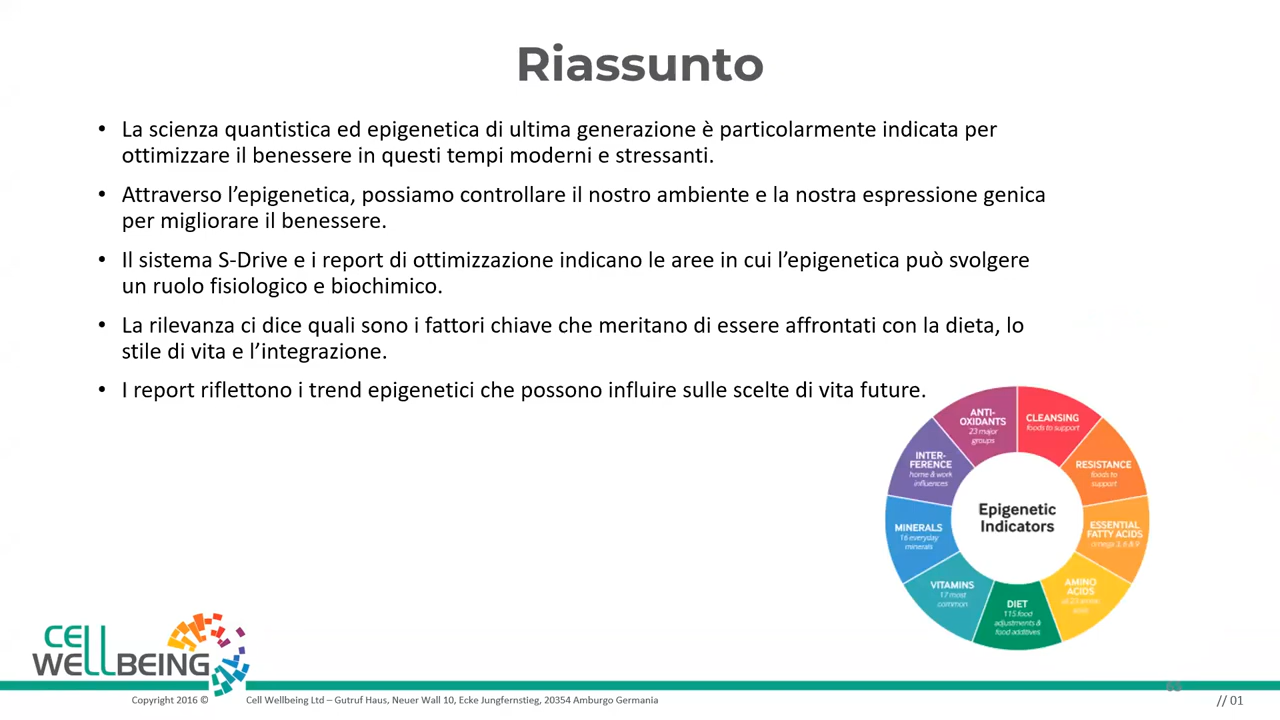 Riassunto
• La scienza quantistica ed epigenetica di ultima generazione è particolarmente indicata per
ottimizzare il benessere in questi tempi moderni e stressanti.
• Attraverso l'epigenetica, possiamo controllare il nostro ambiente e la nostra espressione genica
per migliorare il benessere.
• Il sistema S-Drive e i report di ottimizzazione indicano le aree in cui l'epigenetica può svolgere
un ruolo fisiologico e biochimico.
• La rilevanza ci dice quali sono i fattori chiave che meritano di essere affrontati con la dieta, lo
stile di vita e l'integrazione.
• I report riflettono i trend epigenetici che possono influire sulle scelte di vita future.
ANTI-
OXIDANTS
23 major
groups
CLEANSING
foods to support
RESISTANCE
foods to
support
ESSENTIAL
FATTY ACIDS
omega 3, 6 & 9
AMINO
ACIDS
DIET
115 food
adjustments &
food additives
VITAMINS
17 most
common
MINERALS
16 everyday
minerals
INTER-
FERENCE
home & work
influences
Epigenetic
Indicators
CELL
WELLBEING
Copyright 2016 ©
Cell Wellbeing Ltd – Gutruf Haus, Neuer Wall 10, Ecke Jungfernstieg, 20354 Amburgo Germania
// 01